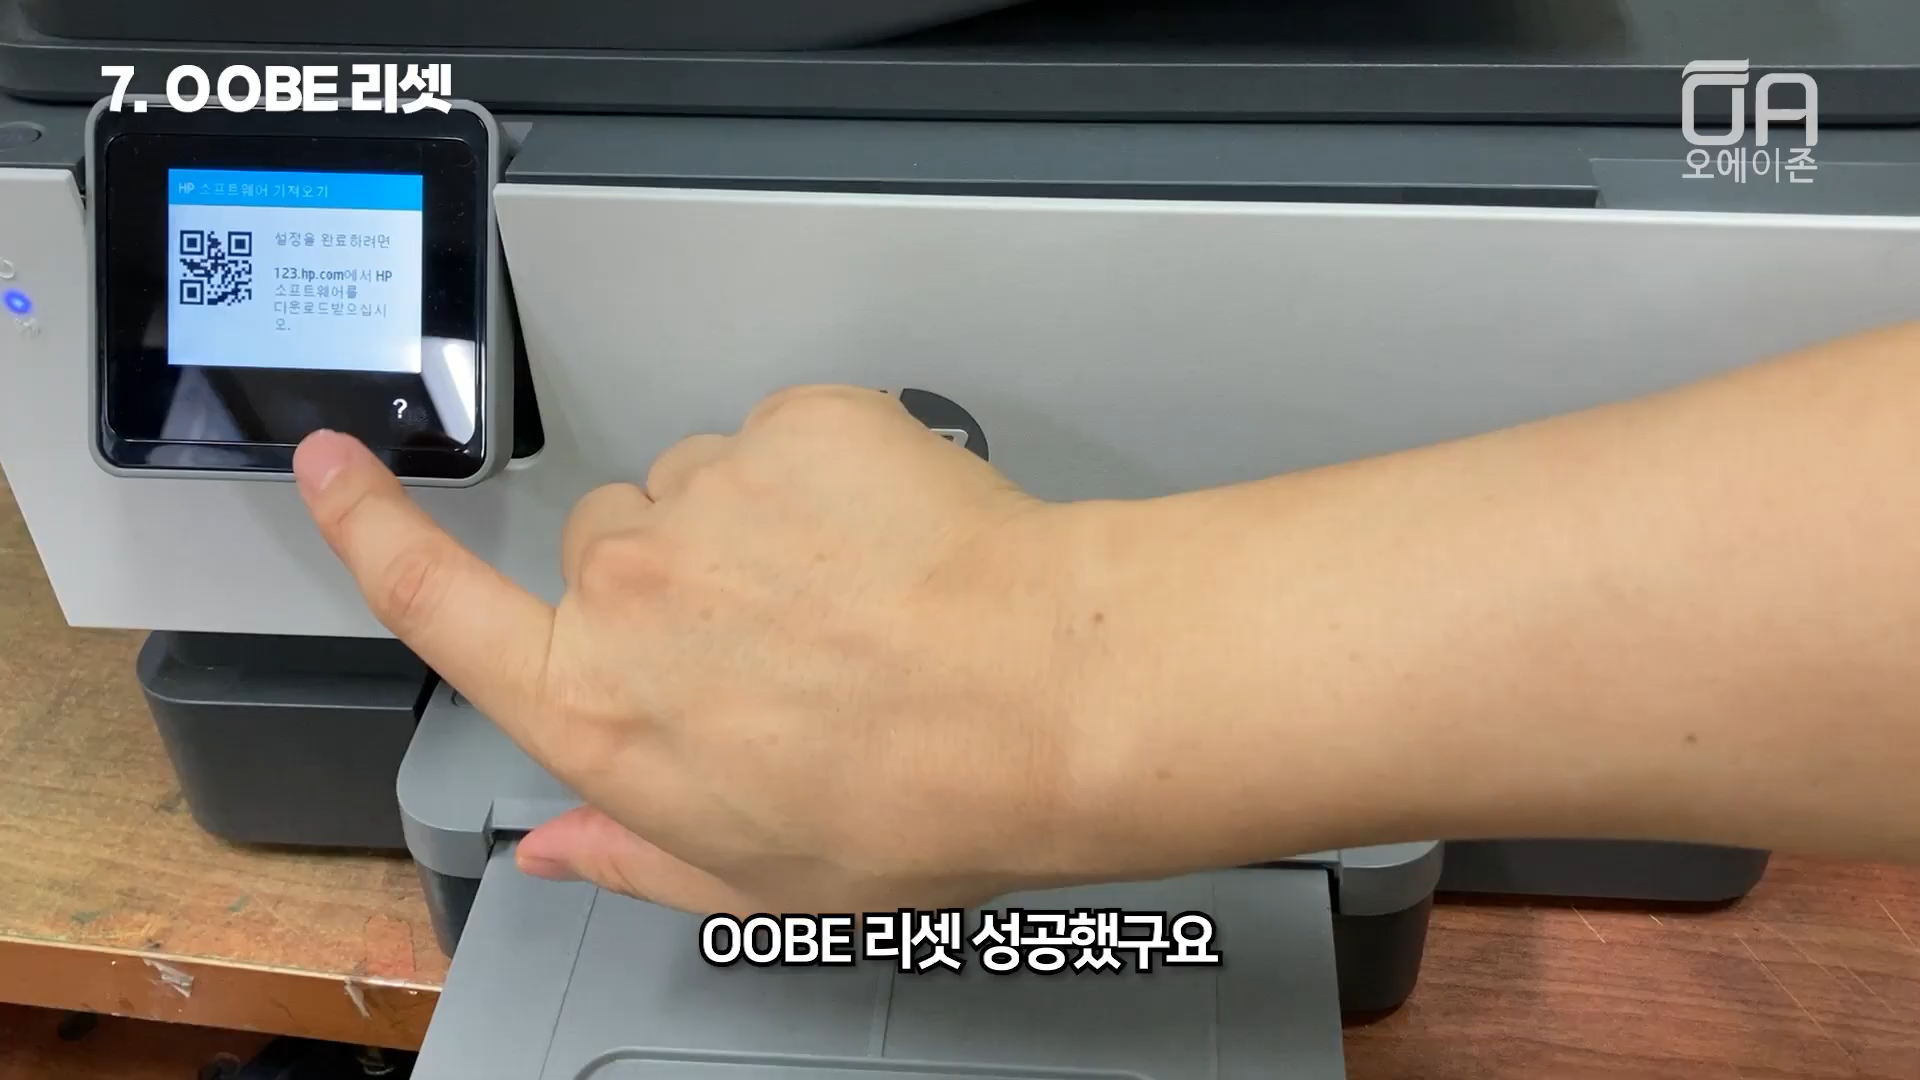 7. OOBE 리셋
OA
오에이존
HP 소프트웨어 가져오기
설정을 완료하려면
123.hp.com에서 HP
소프트웨어를
다운로드받으십시
오.
?
OOBE 리셋 성공했구요